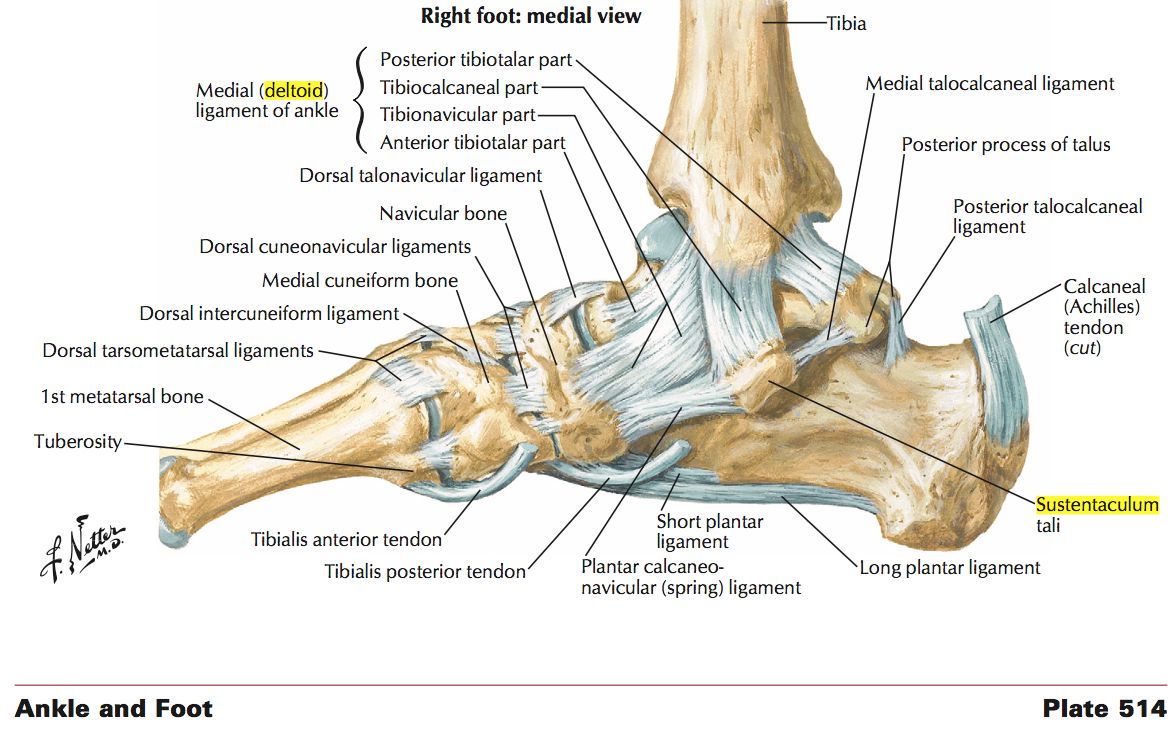 Right foot: medial view
Tibia
Medial (deltoid)
ligament of ankle
Posterior tibiotalar part
Tibiocalcaneal part
Tibionavicular part
Anterior tibiotalar part
Dorsal talonavicular ligament
Navicular bone
Dorsal cuneonavicular ligaments
Medial cuneiform bone
Dorsal intercuneiform ligament
Dorsal tarsometatarsal ligaments
1st metatarsal bone
Tuberosity
Medial talocalcaneal ligament
Posterior process of talus
Posterior talocalcaneal
ligament
Calcaneal
(Achilles)
tendon
(cut)
Sustentaculum
tali
Tibialis anterior tendon
Tibialis posterior tendon
Short plantar
ligament
Plantar calcaneo-
navicular (spring) ligament
Long plantar ligament
F. Netter
M.D.
Ankle and Foot
Plate 514